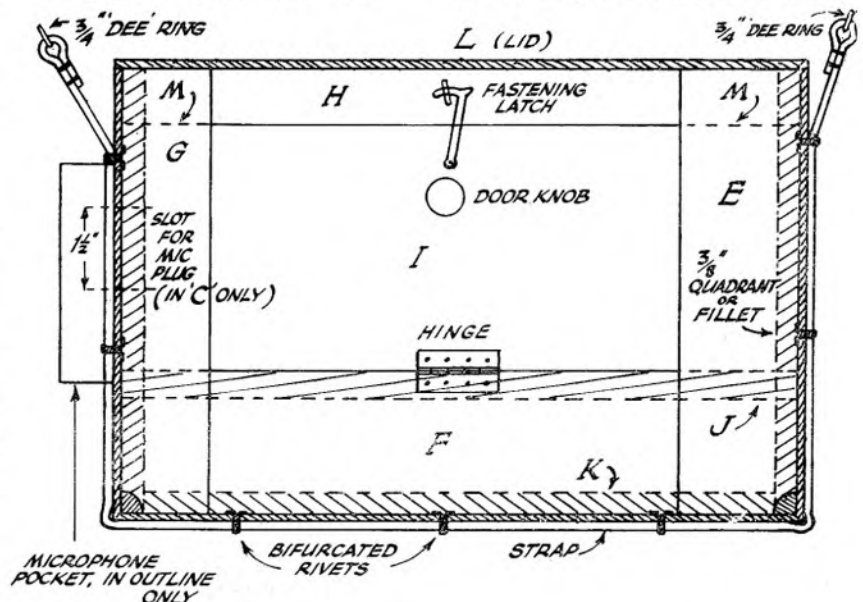 3/4" 'DEE' RING
L (LID)
3/4" DEE RING
M
H
FASTENING
LATCH
M
G
DOOR KNOB
E
1 1/2"
SLOT
FOR
MIC
PLUG
(IN 'C' ONLY)
I
3/8"
QUADRANT
OR
FILLET
HINGE
J
F
K
MICROPHONE
POCKET, IN OUTLINE
ONLY
BIFURCATED
RIVETS
STRAP